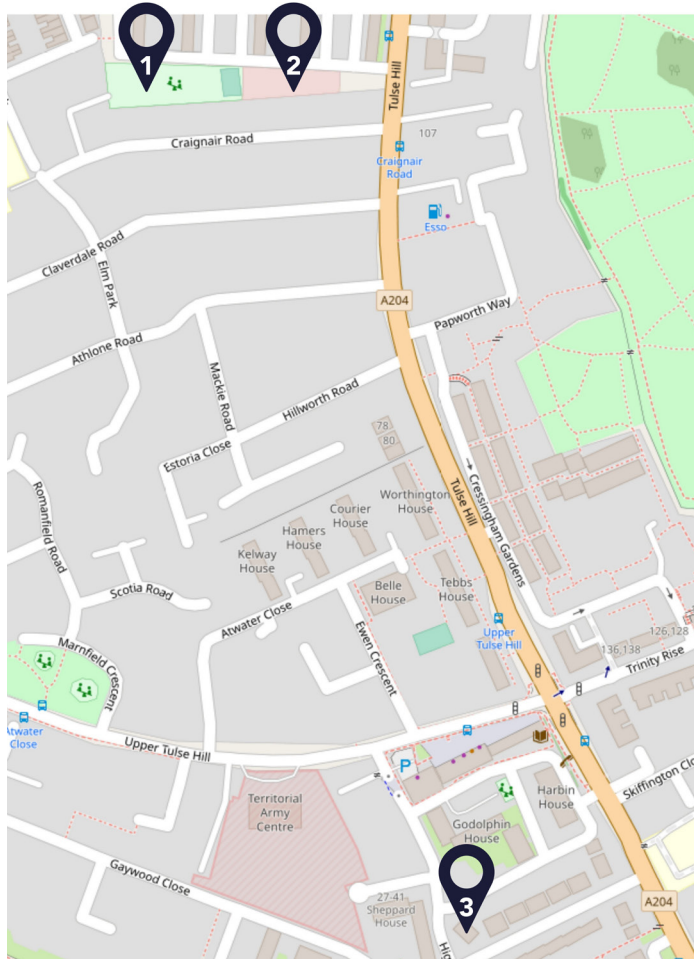 1
2
Tulse Hill
Craignair Road
107
Craignair
Road
Esso
Claverdale Road
Elm Park
A204
Papworth Way
Athlone Road
Mackie Road
Hillworth Road
78
80
Estoria Close
Worthington
House
Tulse Hill
Cressingham Gardens
Courier
House
Hamers
House
Kelway
House
Romanfield Road
Belle
House
Tebbs
House
Scotia Road
Atwater Close
Ewen Crescent
Upper
Tulse Hill
126,128
136,138
Trinity Rise
Marnfield Crescent
Atwater
Close
Upper Tulse Hill
P
Territorial
Army
Centre
Harbin
House
Skiffington Clo
Godolphin
House
Gaywood Close
27-41
Sheppard
House
3
A204
Hig